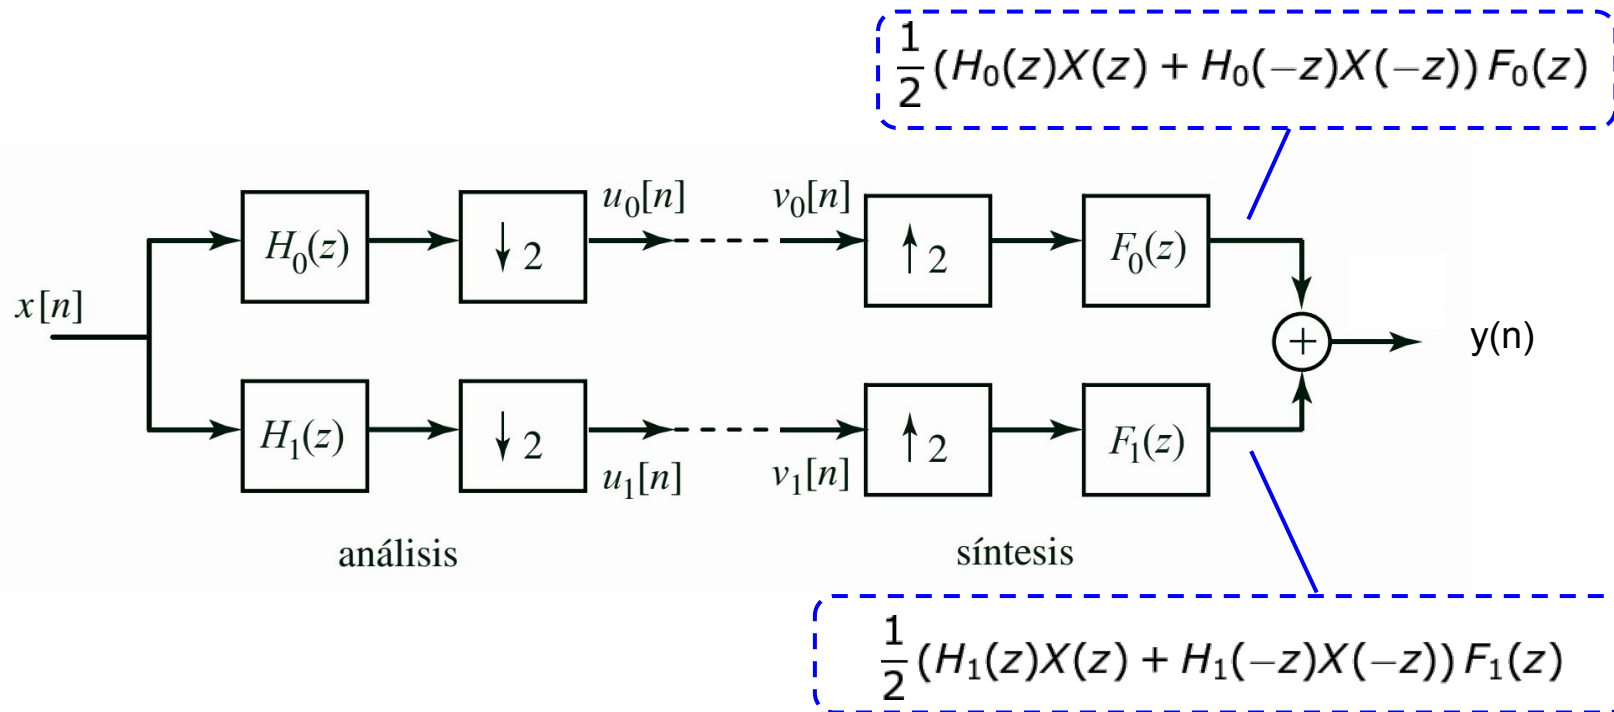 ½ (H₀(z)X(z) + H₀(−z)X(−z)) F₀(z)
x[n]
H₀(z)
↓ 2
u₀[n]
v₀[n]
↑ 2
F₀(z)
+
y(n)
H₁(z)
↓ 2
u₁[n]
v₁[n]
↑ 2
F₁(z)
análisis
síntesis
½ (H₁(z)X(z) + H₁(−z)X(−z)) F₁(z)